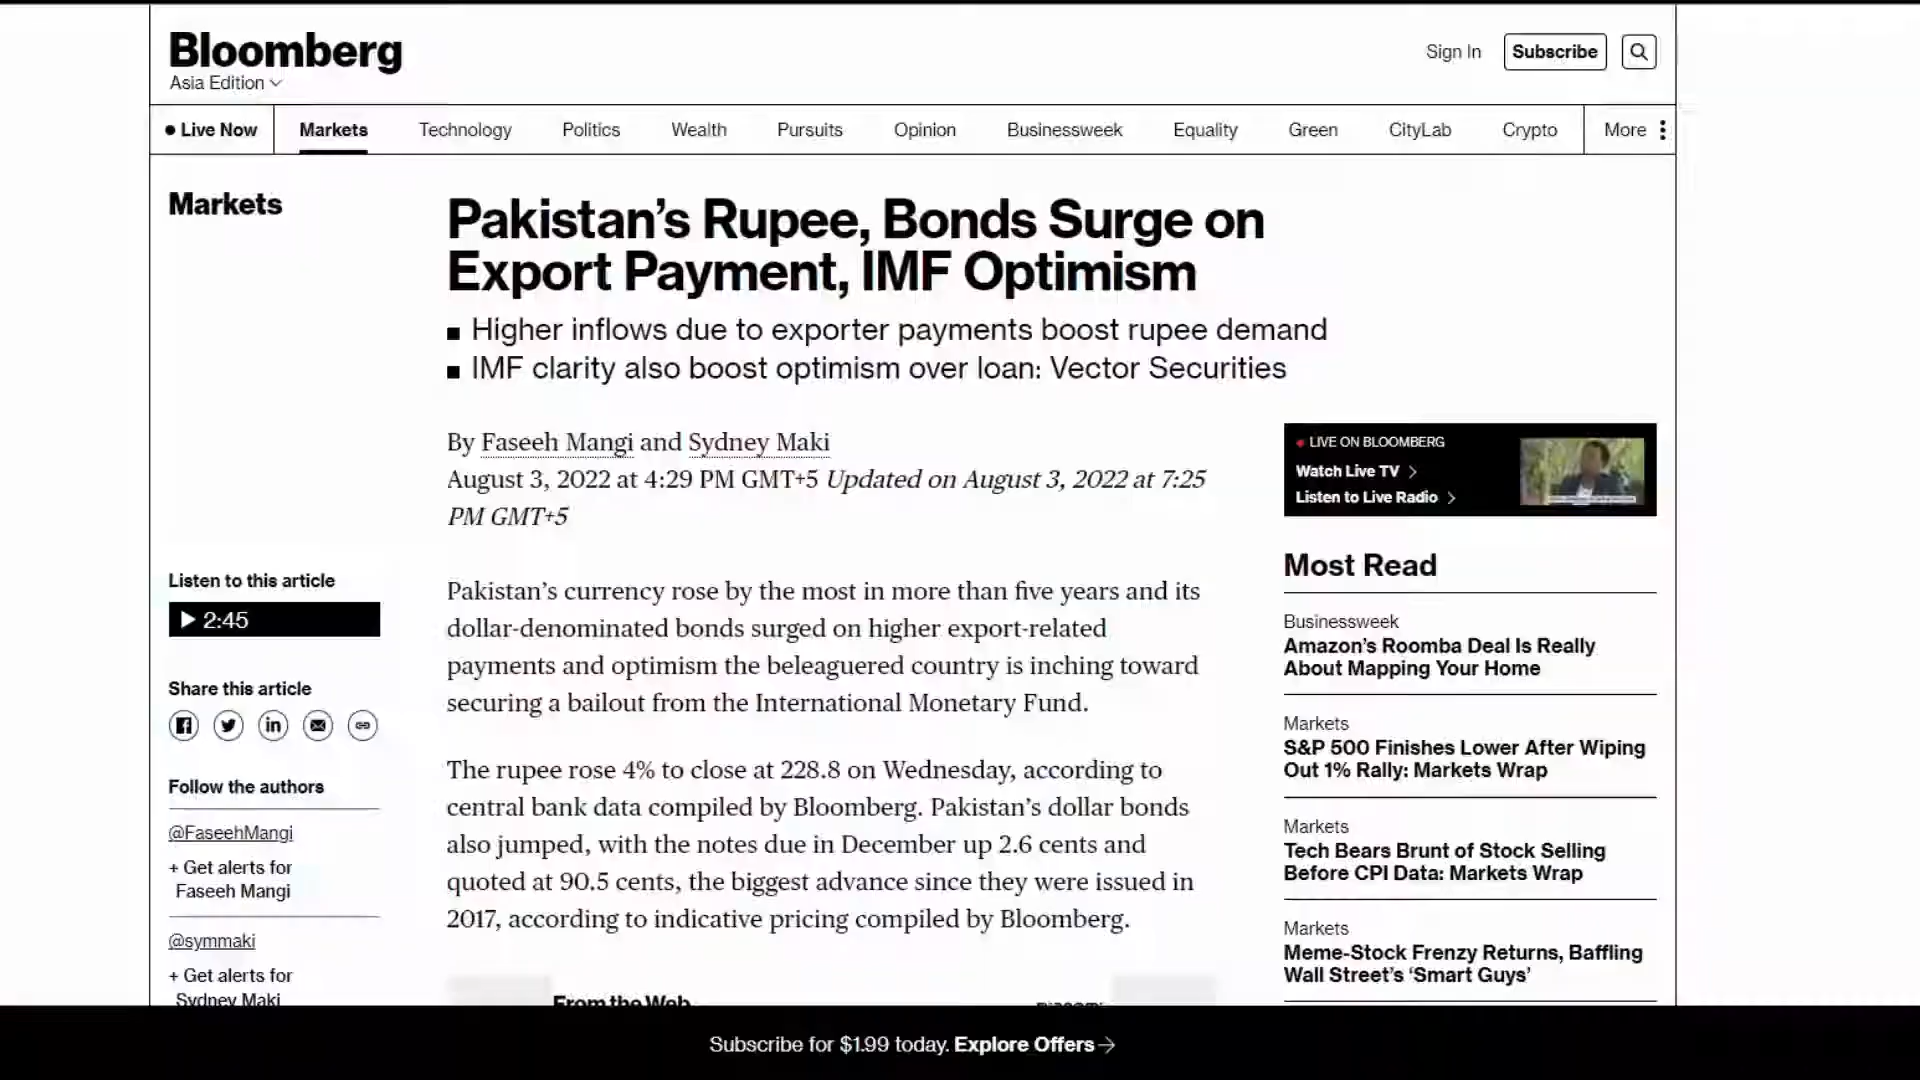 Bloomberg
Asia Edition
Sign In
Subscribe
Live Now
Markets
Technology
Politics
Wealth
Pursuits
Opinion
Businessweek
Equality
Green
CityLab
Crypto
More
Markets
Pakistan's Rupee, Bonds Surge on
Export Payment, IMF Optimism
Higher inflows due to exporter payments boost rupee demand
IMF clarity also boost optimism over loan: Vector Securities
By Faseeh Mangi and Sydney Maki
August 3, 2022 at 4:29 PM GMT+5 Updated on August 3, 2022 at 7:25
PM GMT+5
Listen to this article
2:45
Share this article
Follow the authors
@FaseehMangi
+ Get alerts for
Faseeh Mangi
@symmaki
+ Get alerts for
Sydney Maki
Pakistan's currency rose by the most in more than five years and its
dollar-denominated bonds surged on higher export-related
payments and optimism the beleaguered country is inching toward
securing a bailout from the International Monetary Fund.
The rupee rose 4% to close at 228.8 on Wednesday, according to
central bank data compiled by Bloomberg. Pakistan's dollar bonds
also jumped, with the notes due in December up 2.6 cents and
quoted at 90.5 cents, the biggest advance since they were issued in
2017, according to indicative pricing compiled by Bloomberg.
From the Web
LIVE ON BLOOMBERG
Watch Live TV
Listen to Live Radio
Most Read
Businessweek
Amazon's Roomba Deal Is Really
About Mapping Your Home
Markets
S&P 500 Finishes Lower After Wiping
Out 1% Rally: Markets Wrap
Markets
Tech Bears Brunt of Stock Selling
Before CPI Data: Markets Wrap
Markets
Meme-Stock Frenzy Returns, Baffling
Wall Street's 'Smart Guys'
Subscribe for $1.99 today. Explore Offers